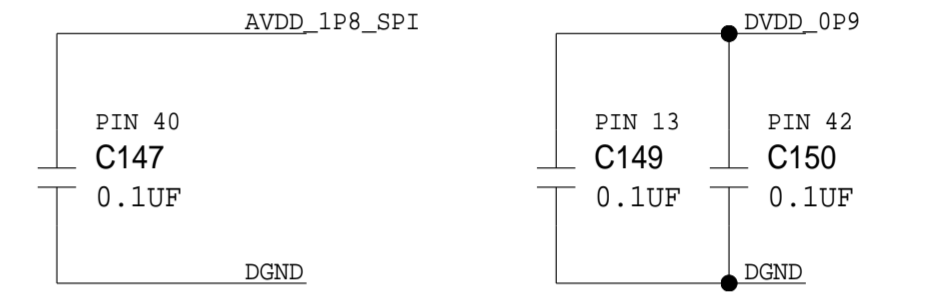 AVDD_1P8_SPI
PIN 40
C147
0.1UF
DGND
DVDD_0P9
PIN 13
C149
0.1UF
PIN 42
C150
0.1UF
DGND